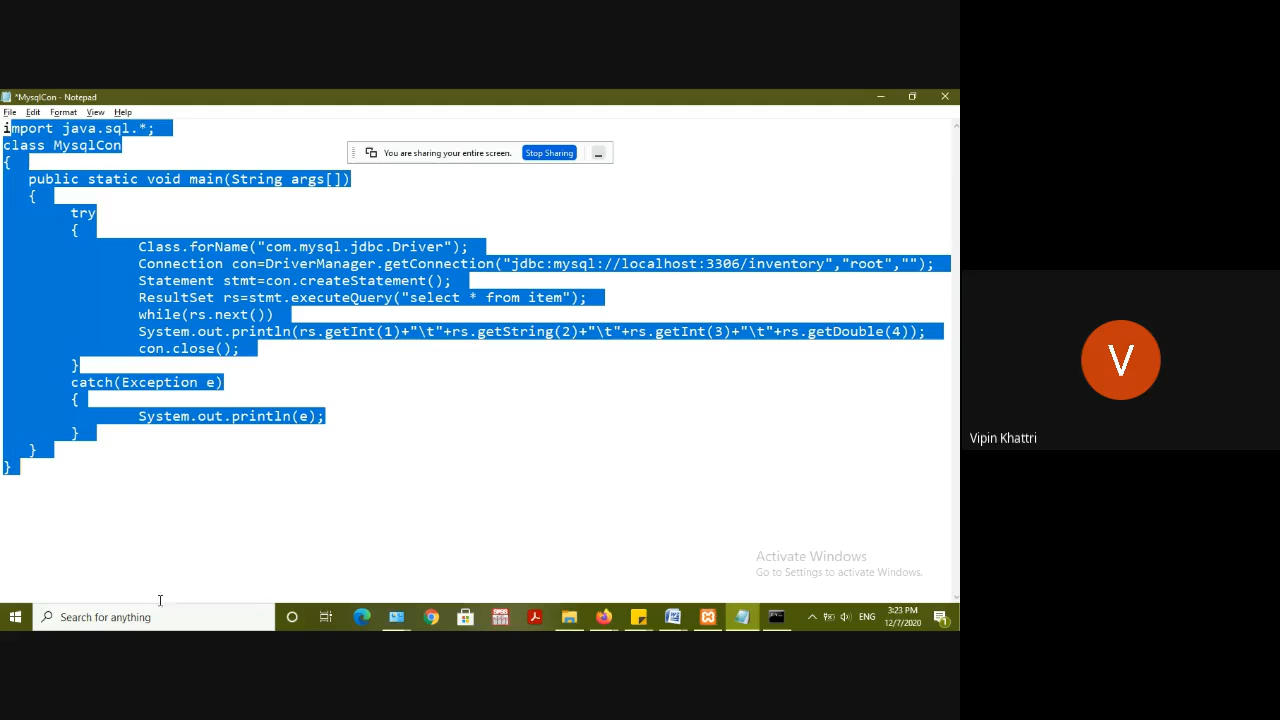 *MysqlCon - Notepad
File Edit Format View Help
import java.sql.*;
class MysqlCon
{
public static void main(String args[])
{
try
{
Class.forName("com.mysql.jdbc.Driver");
Connection con=DriverManager.getConnection("jdbc:mysql://localhost:3306/inventory","root","");
Statement stmt=con.createStatement();
ResultSet rs=stmt.executeQuery("select * from item");
while(rs.next())
System.out.println(rs.getInt(1)+"\t"+rs.getString(2)+"\t"+rs.getInt(3)+"\t"+rs.getDouble(4));
con.close();
}
catch(Exception e)
{
System.out.println(e);
}
}
}
You are sharing your entire screen. Stop Sharing
Activate Windows
Go to Settings to activate Windows.
Search for anything
ENG
3:23 PM
12/7/2020
V
Vipin Khattri